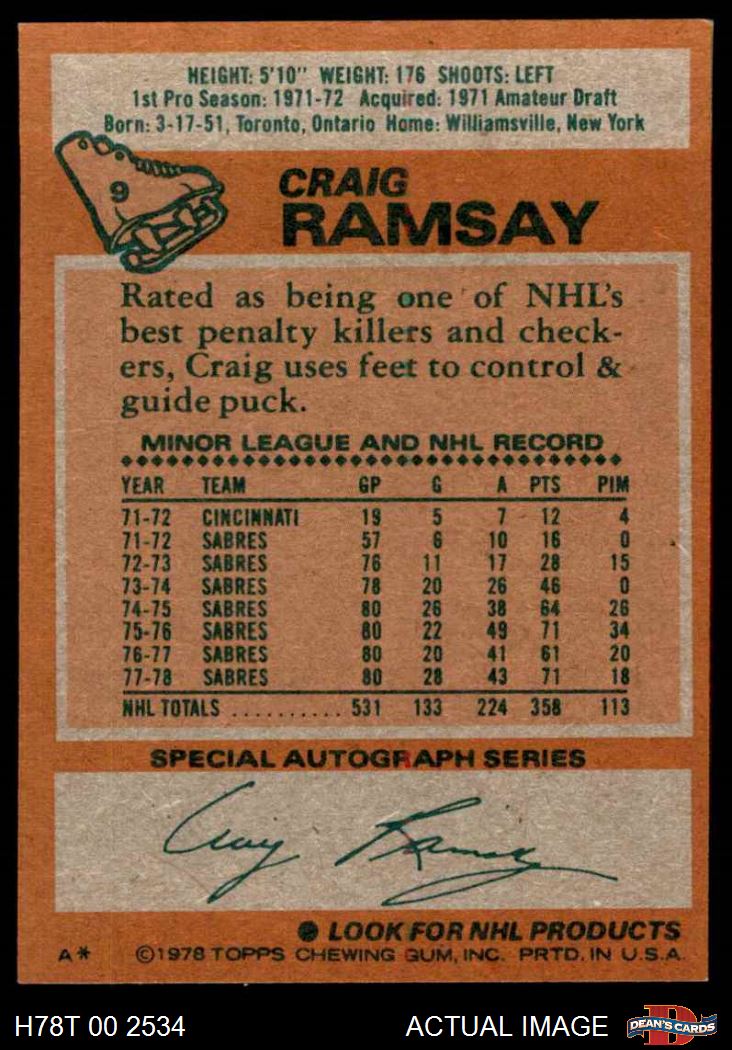 HEIGHT: 5'10" WEIGHT: 176 SHOOTS: LEFT
1st Pro Season: 1971-72 Acquired: 1971 Amateur Draft
Born: 3-17-51, Toronto, Ontario Home: Williamsville, New York
9
CRAIG
RAMSAY
Rated as being one of NHL's
best penalty killers and check-
ers, Craig uses feet to control &
guide puck.
MINOR LEAGUE AND NHL RECORD
YEAR TEAM GP G A PTS PIM
71-72 CINCINNATI 19 5 7 12 4
71-72 SABRES 57 6 10 16 0
72-73 SABRES 76 11 17 28 15
73-74 SABRES 78 20 26 46 0
74-75 SABRES 80 26 38 64 26
75-76 SABRES 80 22 49 71 34
76-77 SABRES 80 20 41 61 20
77-78 SABRES 80 28 43 71 18
NHL TOTALS .......... 531 133 224 358 113
SPECIAL AUTOGRAPH SERIES
Craig Ramsay
LOOK FOR NHL PRODUCTS
A* ©1978 TOPPS CHEWING GUM, INC. PRTD. IN U.S.A.
H78T 00 2534 ACTUAL IMAGE DEAN'S CARDS